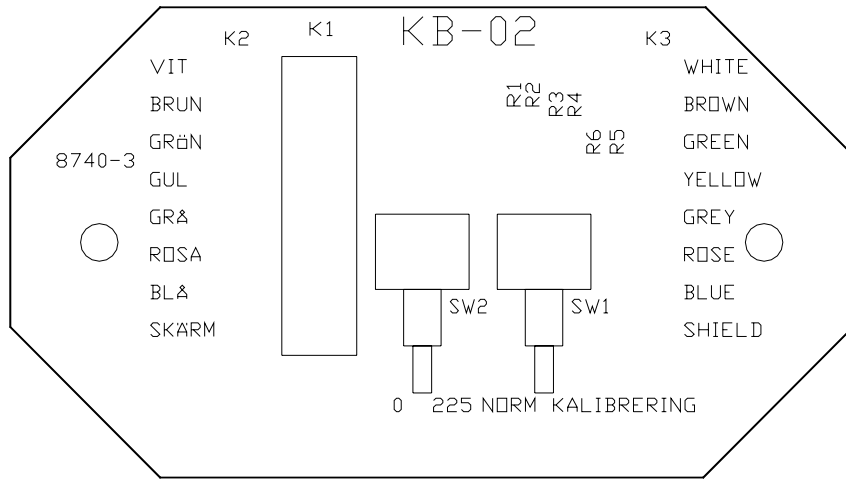 KB-02
K1
K2
K3
VIT
BRUN
GRöN
8740-3
GUL
GRÅ
ROSA
BLÅ
SKÄRM
R1
R2
R3
R4
R6
R5
WHITE
BROWN
GREEN
YELLOW
GREY
ROSE
BLUE
SHIELD
SW2
SW1
0 225 NORM KALIBRERING